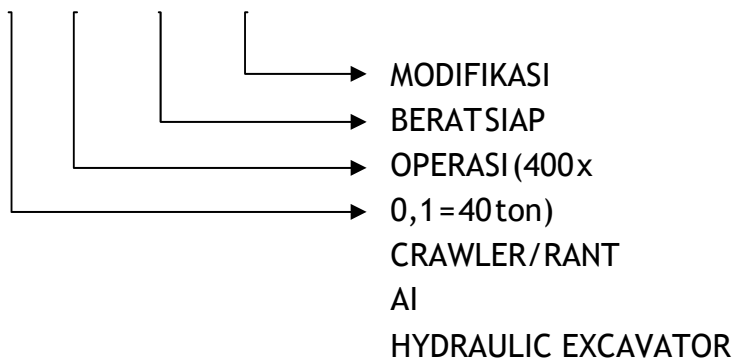 MODIFIKASI
BERATSIAP
OPERASI(400x
0,1=40ton)
CRAWLER/RANT
AI
HYDRAULIC EXCAVATOR